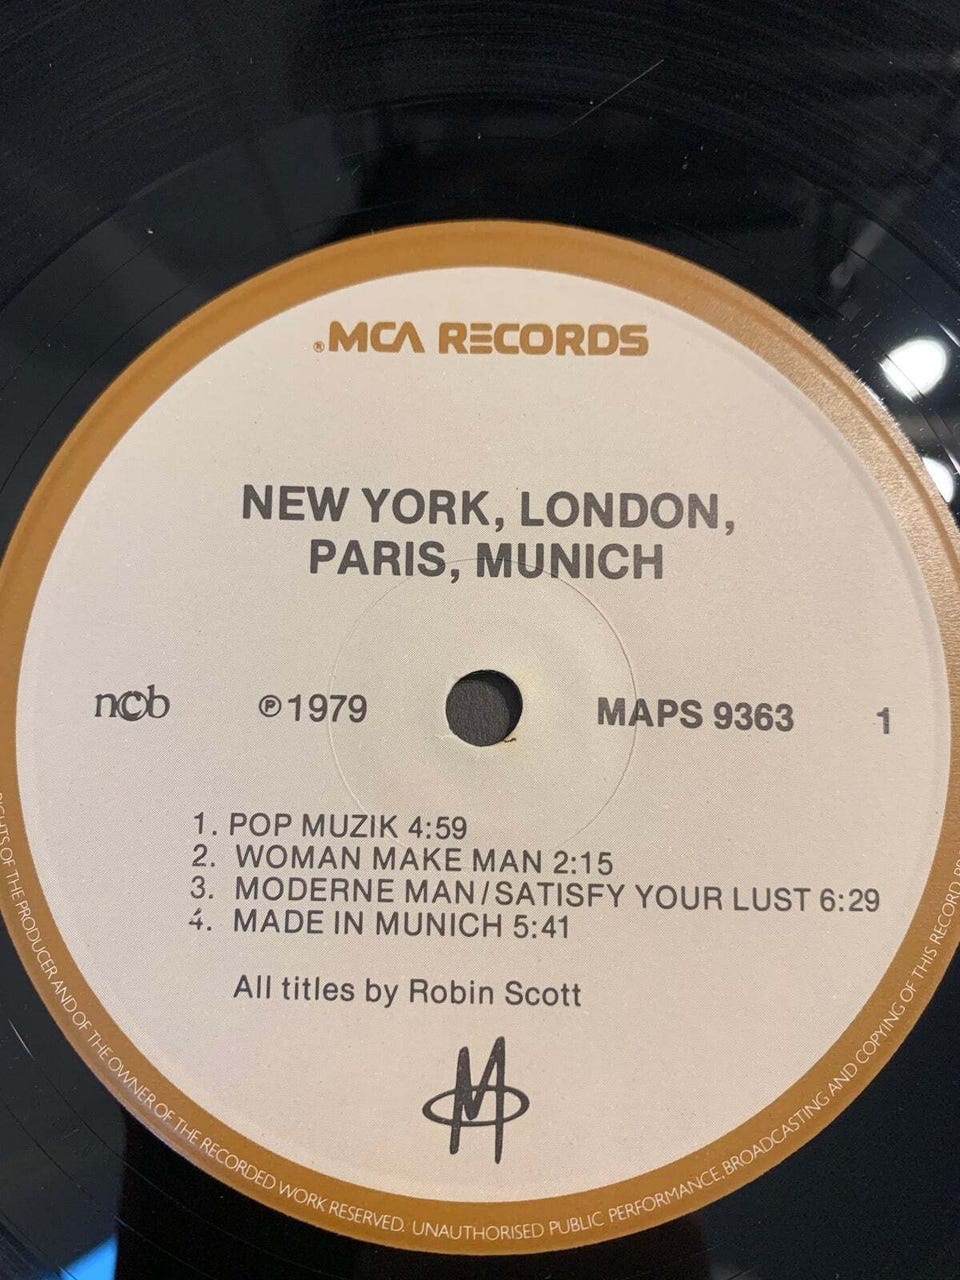 ® MCA RECORDS
NEW YORK, LONDON,
PARIS, MUNICH
ncb ℗ 1979 MAPS 9363 1
1. POP MUZIK 4:59
2. WOMAN MAKE MAN 2:15
3. MODERNE MAN/SATISFY YOUR LUST 6:29
4. MADE IN MUNICH 5:41
All titles by Robin Scott
M
OF THE PRODUCER AND OF THE OWNER OF THE RECORDED WORK RESERVED. UNAUTHORISED PUBLIC PERFORMANCE, BROADCASTING AND COPYING OF THIS RECORD